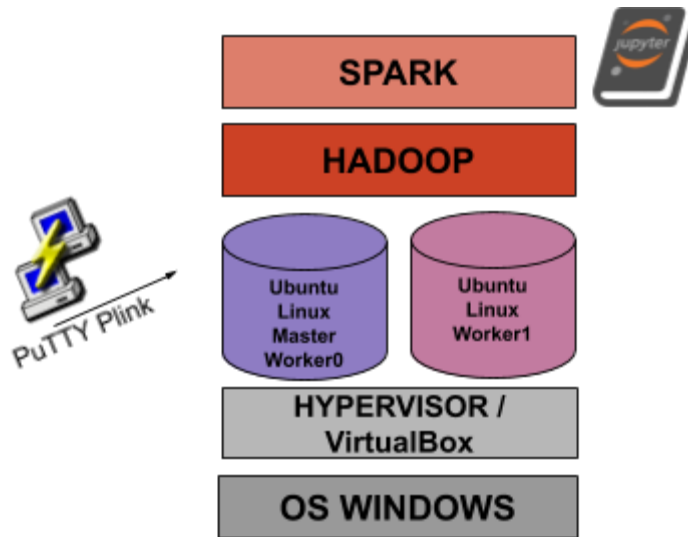 SPARK
jupyter
HADOOP
Ubuntu
Linux
Master
Worker0
Ubuntu
Linux
Worker1
PuTTY Plink
HYPERVISOR /
VirtualBox
OS WINDOWS